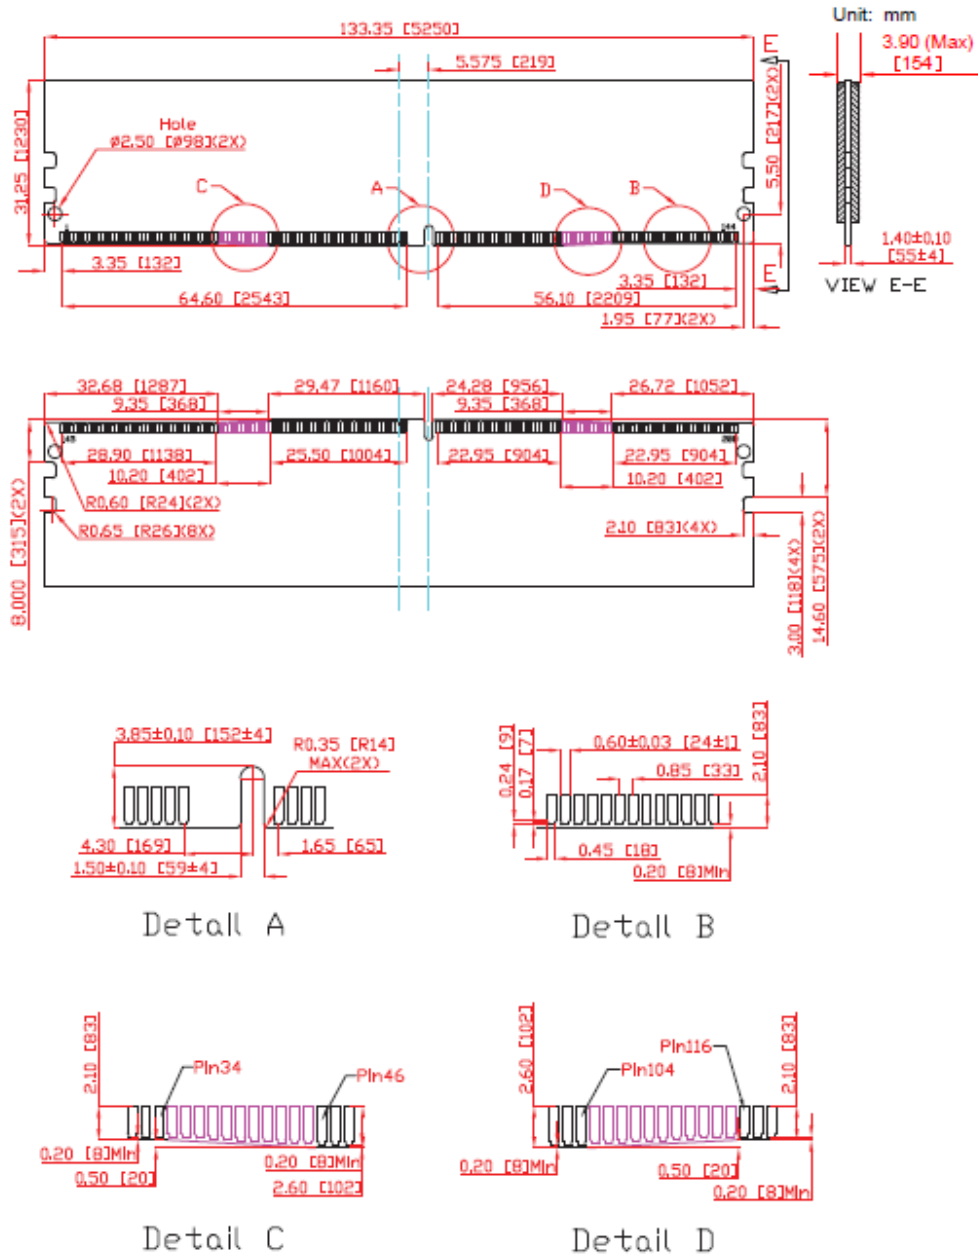 Unit: mm
133.35 [5250]
5.575 [219]
E
3.90 (Max)
[154]
31.25 [1230]
Hole
Ø2.50 [Ø98](2X)
5.50 [217](2X)
C
A
D
B
1
144
3.35 [132]
64.60 [2543]
56.10 [2209]
3.35 [132]
E
1.95 [77](2X)
1.40±0.10
[55±4]
VIEW E-E
32.68 [1287]
29.47 [1160]
24.28 [956]
26.72 [1052]
9.35 [368]
9.35 [368]
28.90 [1138]
25.50 [1004]
22.95 [904]
22.95 [904]
10.20 [402]
10.20 [402]
R0.60 [R24](2X)
R0.65 [R26](8X)
2.10 [83](4X)
8.000 [315](2X)
3.00 [118](4X)
14.60 [575](2X)
3.85±0.10 [152±4]
R0.35 [R14]
MAX(2X)
4.30 [169]
1.65 [65]
1.50±0.10 [59±4]
Detail A
0.24 [9]
0.17 [7]
0.60±0.03 [24±1]
0.85 [33]
2.10 [83]
0.45 [18]
0.20 [8]Min
Detail B
2.10 [83]
Pin34
Pin46
0.20 [8]Min
0.50 [20]
0.20 [8]Min
2.60 [102]
Detail C
2.60 [102]
Pin116
Pin104
2.10 [83]
0.20 [8]Min
0.50 [20]
0.20 [8]Min
Detail D